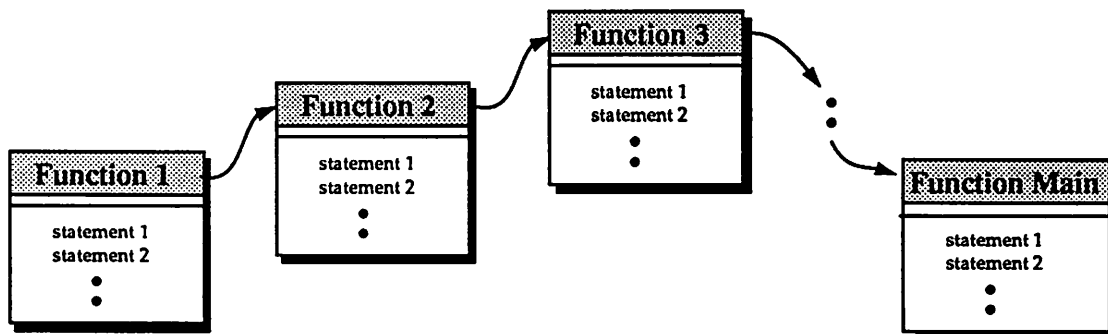 Function 1
statement 1
statement 2
Function 2
statement 1
statement 2
Function 3
statement 1
statement 2
Function Main
statement 1
statement 2